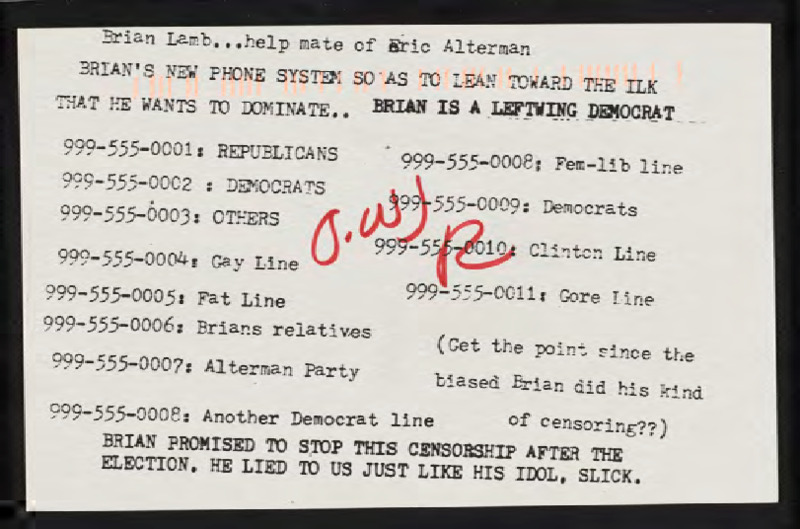 Brian Lamb...help mate of Eric Alterman
BRIAN'S NEW PHONE SYSTEM SO AS TO LEAN TOWARD THE ILK
THAT HE WANTS TO DOMINATE.. BRIAN IS A LEFTWING DEMOCRAT
999-555-0001: REPUBLICANS
999-555-0002 : DEMOCRATS
999-555-0003: OTHERS
999-555-0004: Gay Line
999-555-0005: Fat Line
999-555-0006: Brians relatives
999-555-0007: Alterman Party
999-555-0008: Another Democrat line
999-555-0008: Fem-lib line
999-555-0009: Democrats
999-555-0010: Clinton Line
999-555-0011: Gore Line
(Get the point since the
biased Brian did his kind
of censoring??)
BRIAN PROMISED TO STOP THIS CENSORSHIP AFTER THE
ELECTION. HE LIED TO US JUST LIKE HIS IDOL, SLICK.